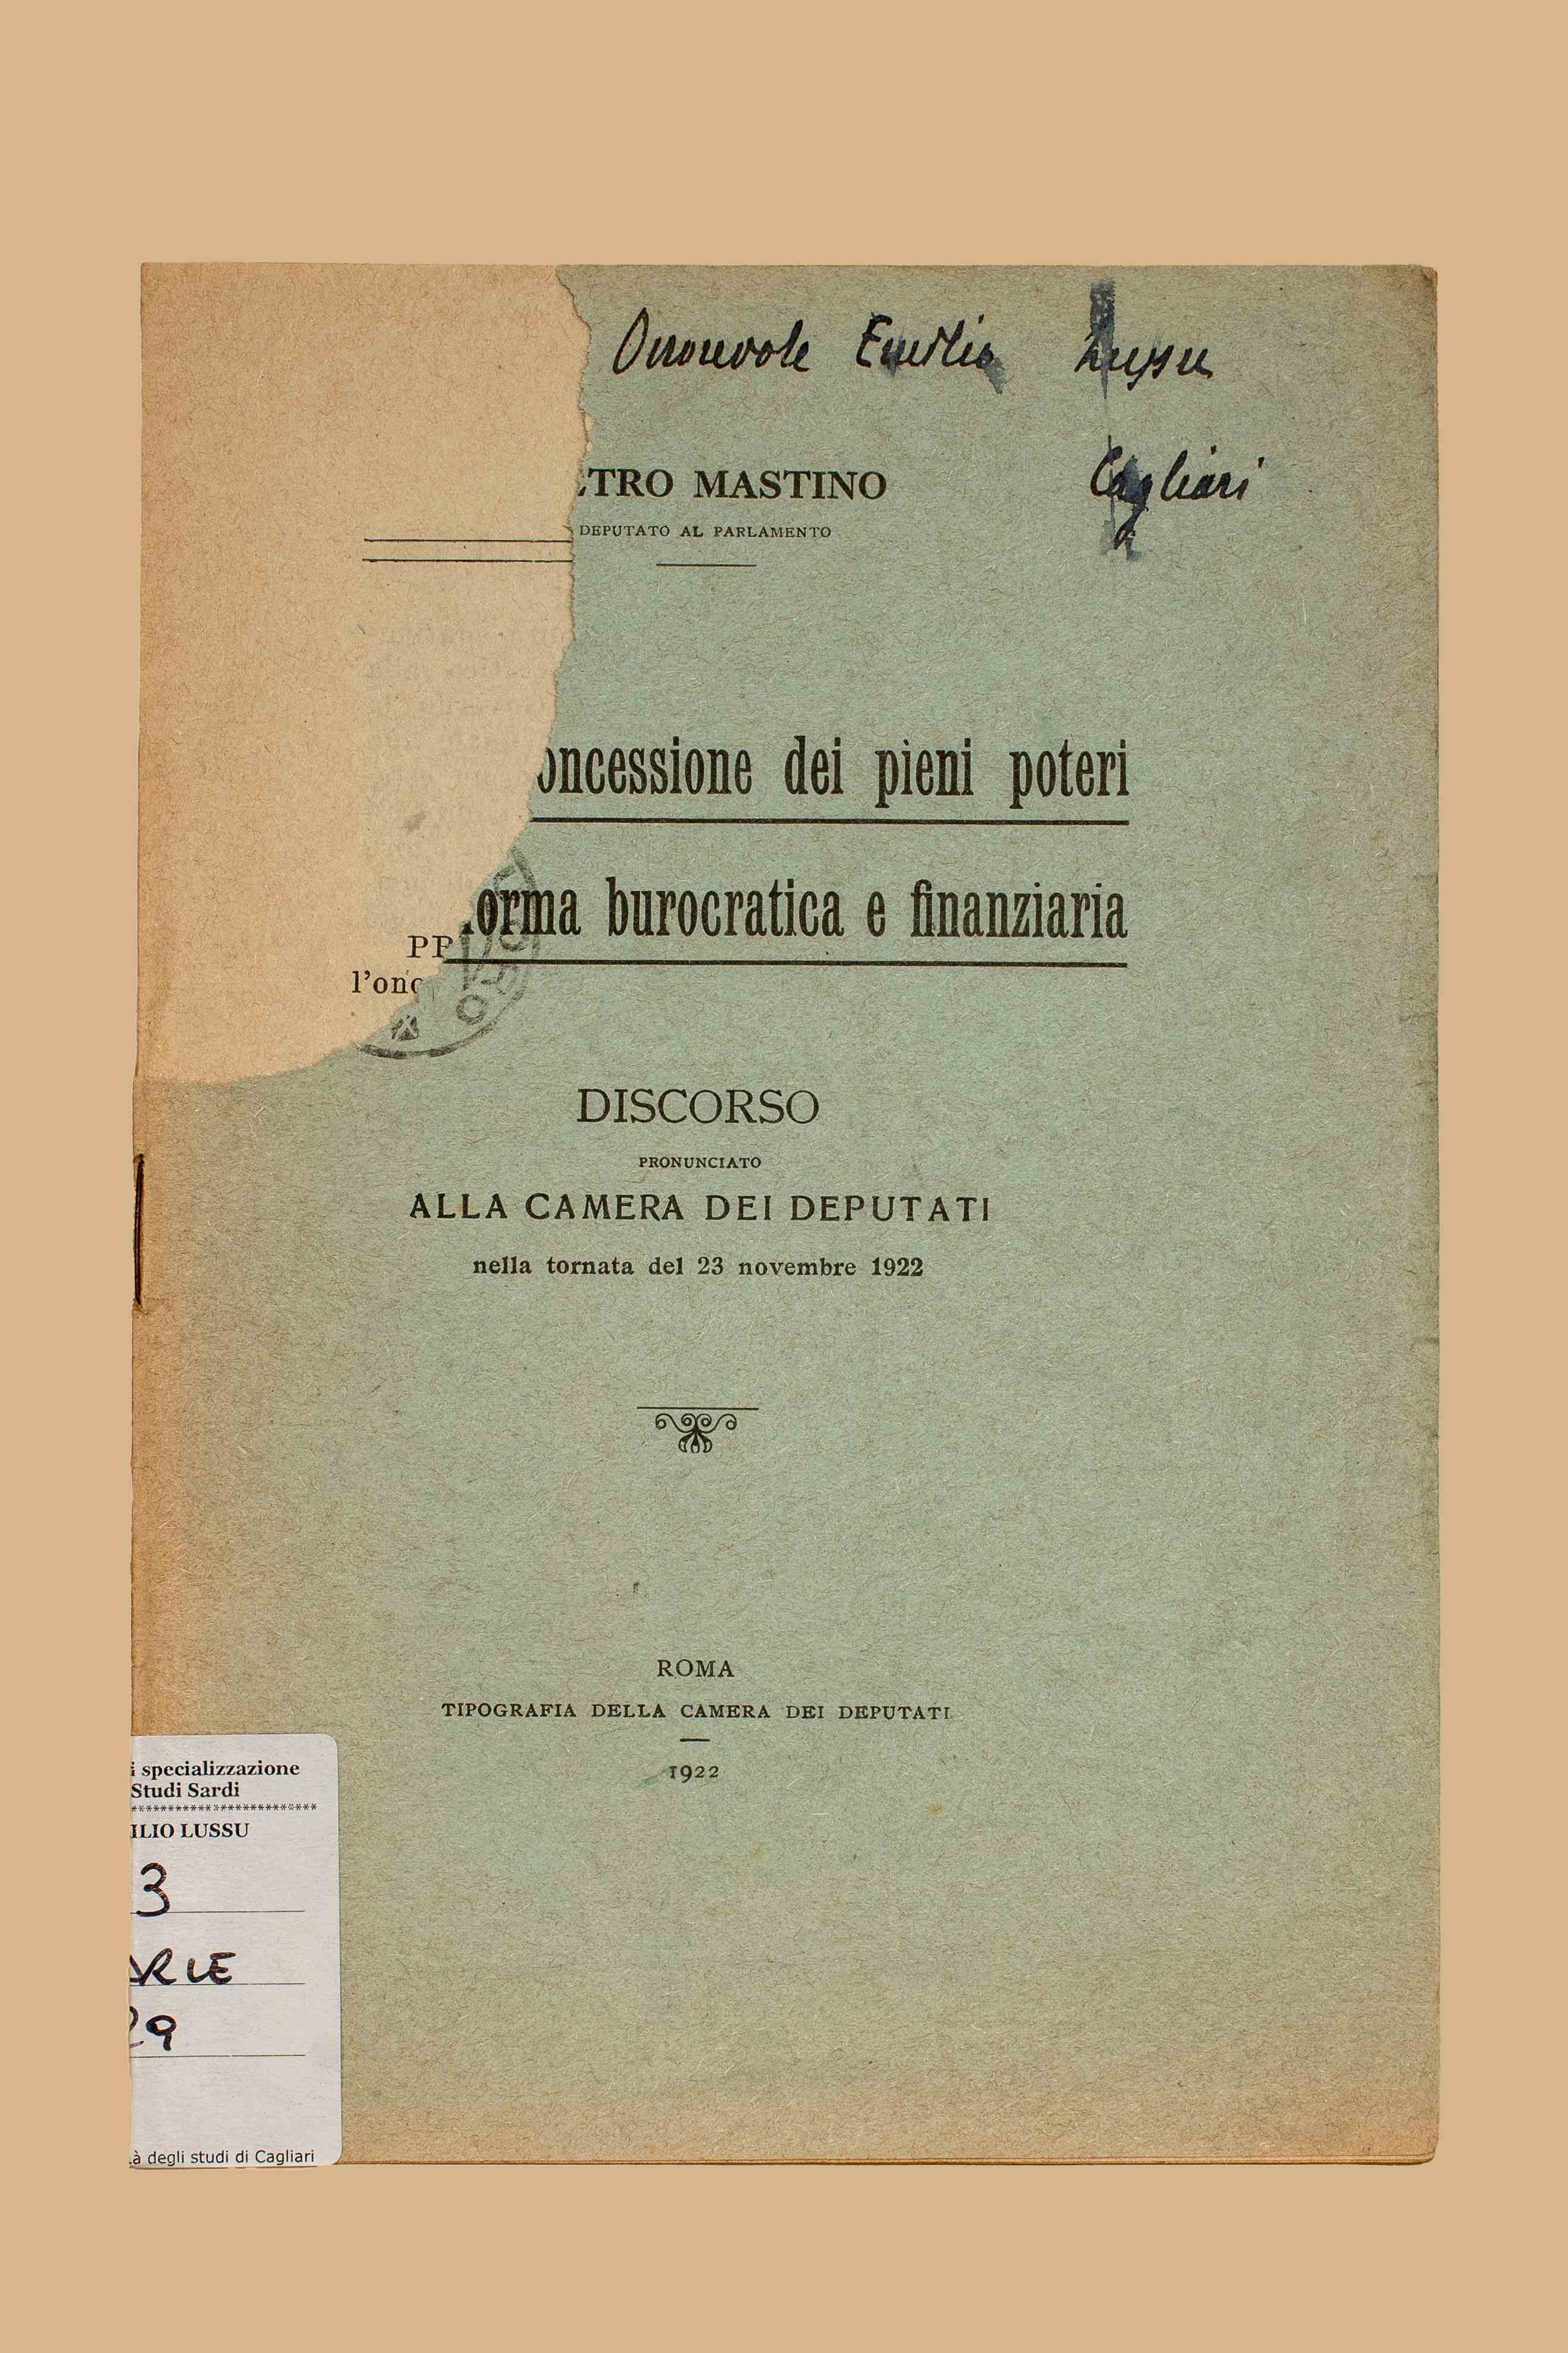 Onorevole Emilio Lussu
Cagliari
TRO MASTINO
DEPUTATO AL PARLAMENTO
oncessione dei pieni poteri
orma burocratica e finanziaria
PR
l'ono
DISCORSO
PRONUNCIATO
ALLA CAMERA DEI DEPUTATI
nella tornata del 23 novembre 1922
ROMA
TIPOGRAFIA DELLA CAMERA DEI DEPUTATI
1922
i specializzazione
Studi Sardi
**************************
ILIO LUSSU
3
ARLE
29
à degli studi di Cagliari